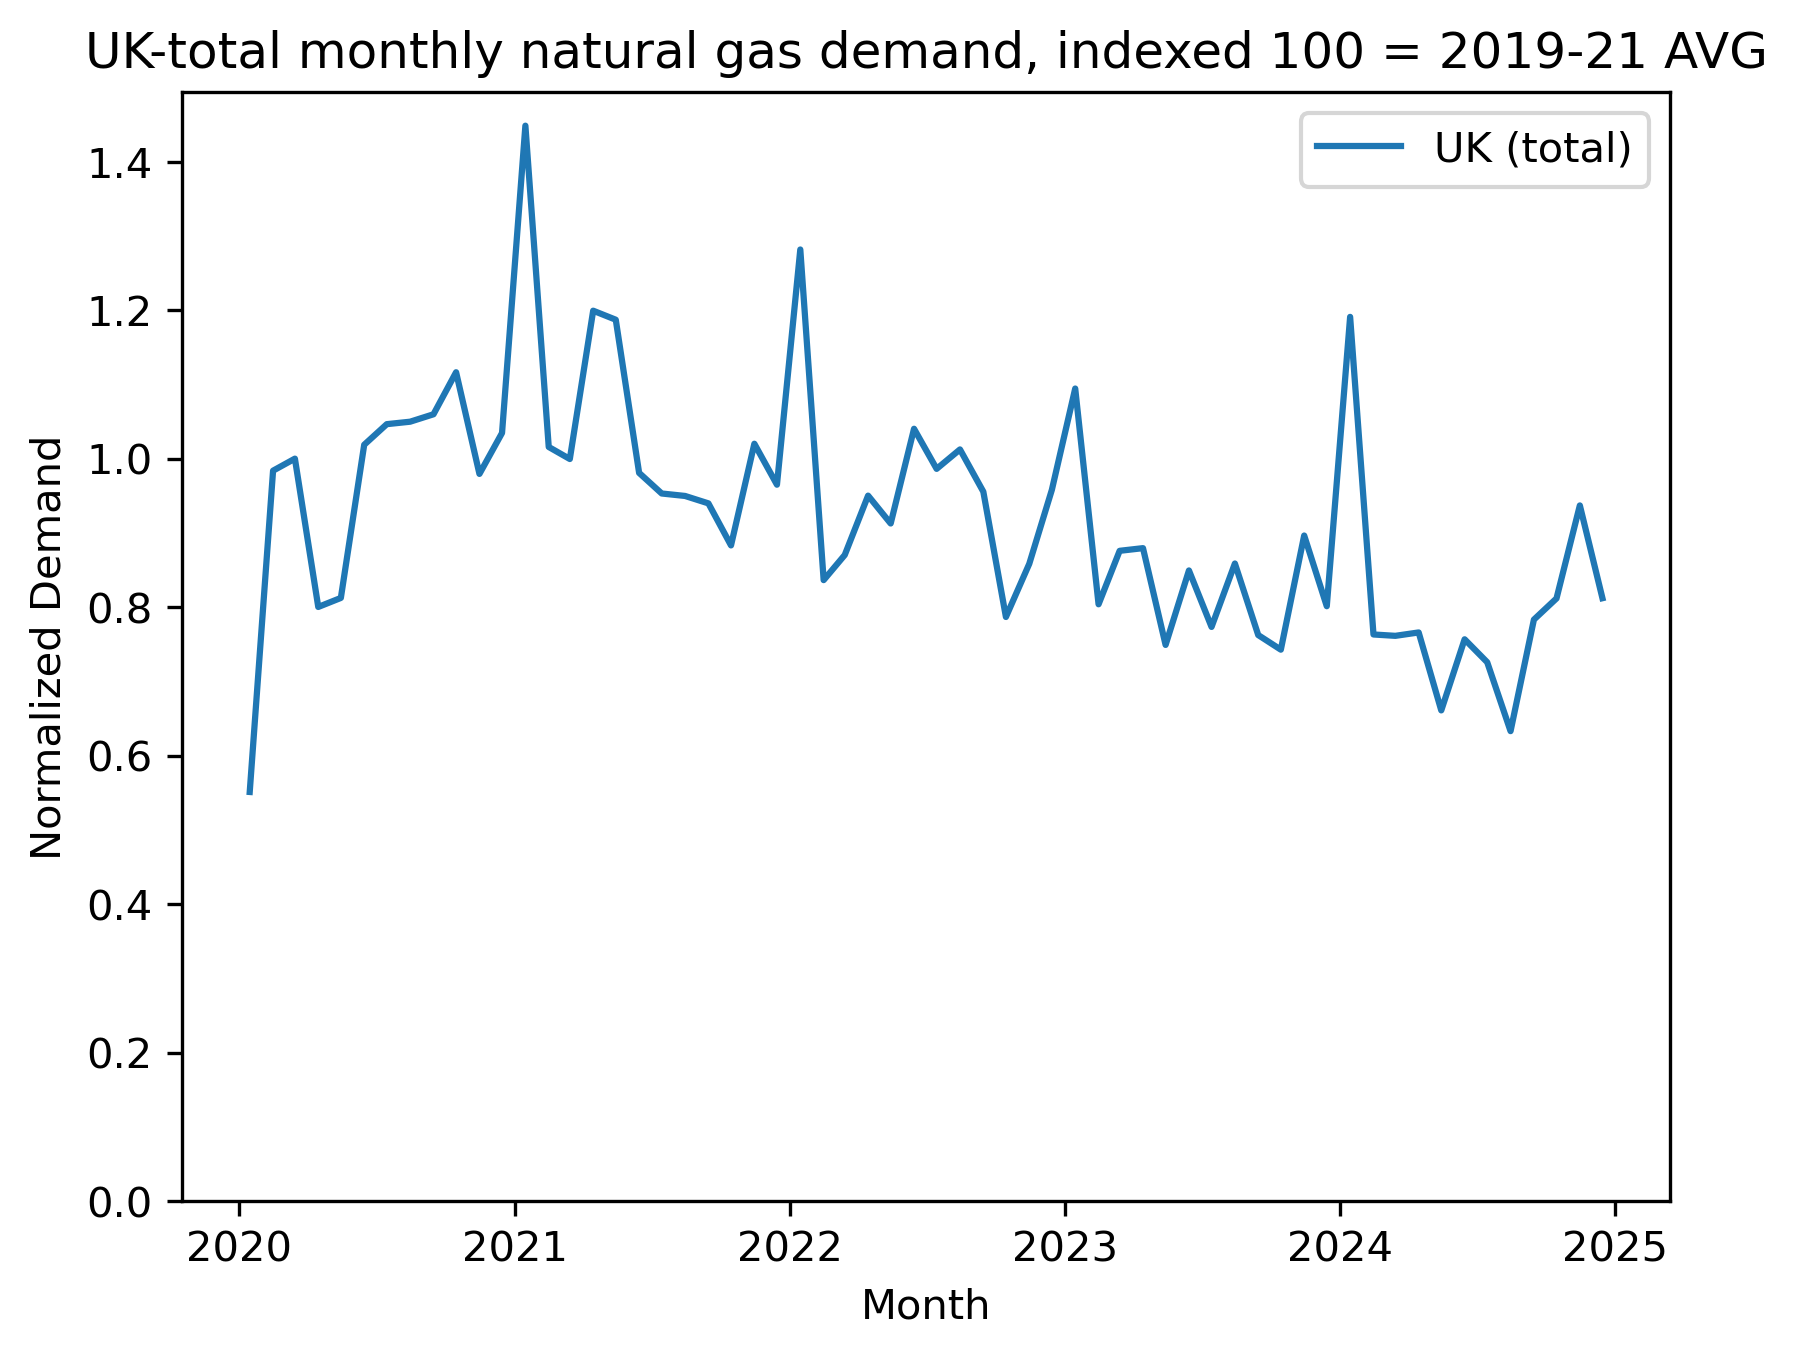 UK-total monthly natural gas demand, indexed 100 = 2019-21 AVG
UK (total)
Normalized Demand
1.4
1.2
1.0
0.8
0.6
0.4
0.2
0.0
2020 2021 2022 2023 2024 2025
Month